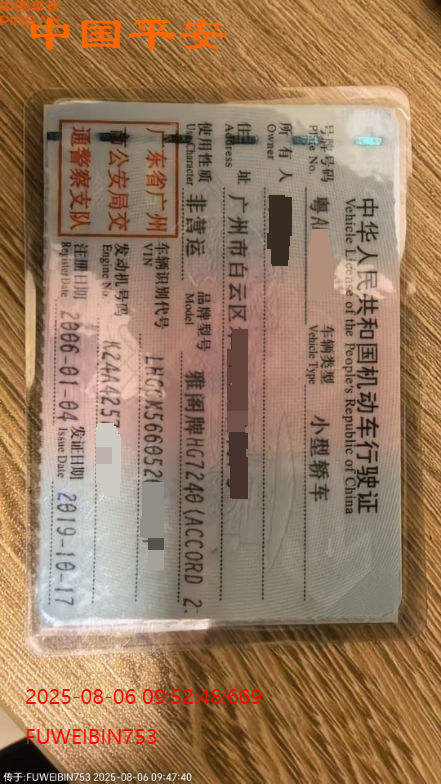 中国平安
中国平安
中华人民共和国机动车行驶证
Vehicle License of the People's Republic of China
号牌号码 粤A 车辆类型 小型轿车
Plate No. Vehicle Type
所有人
Owner
住址 广州市白云区
Address
使用性质 非营运 品牌型号 雅阁牌HG7240(ACCORD 2.
Use Character Model
广东省广州
市公安局交
通警察支队
车辆识别代号 LHGCM566052
VIN
发动机号码 K24A4257
Engine No.
注册日期 2006-01-04 发证日期 2019-10-17
Register Date Issue Date
2025-08-06 09:52:48:669
FUWEIBIN753
传于:FUWEIBIN753 2025-08-06 09:47:40